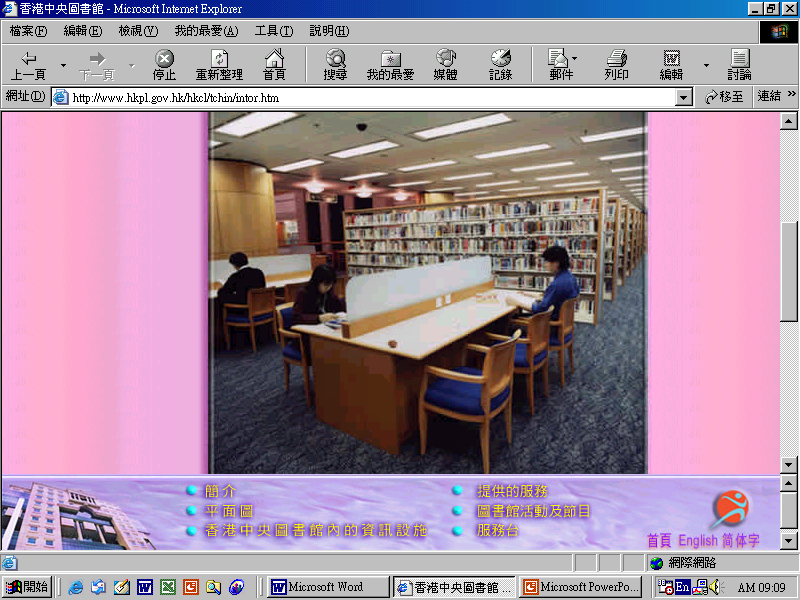 香港中央圖書館 - Microsoft Internet Explorer
檔案(F) 編輯(E) 檢視(V) 我的最愛(A) 工具(T) 說明(H)
上一頁 下一頁 停止 重新整理 首頁 搜尋 我的最愛 媒體 記錄 郵件 列印 編輯 討論
網址(D) http://www.hkpl.gov.hk/hkcl/tchin/intor.htm 移至 連結 »
簡介 提供的服務
平面圖 圖書館活動及節目
香港中央圖書館內的資訊設施 服務台
首頁 English 简体字
網際網路
開始 Microsoft Word 香港中央圖書館 ... Microsoft PowerPo... En AM 09:09